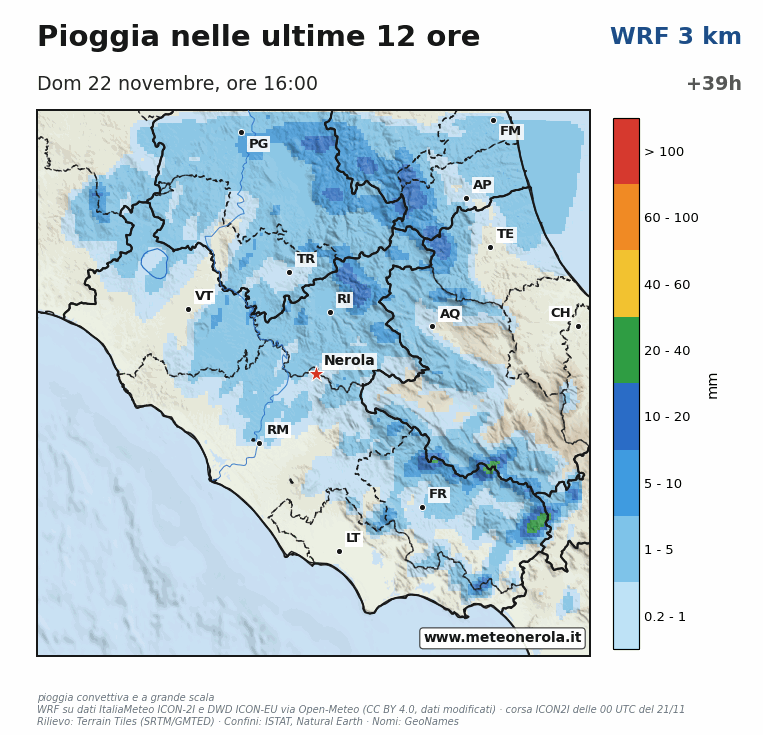 Pioggia nelle ultime 12 ore
WRF 3 km
Dom 22 novembre, ore 16:00
+39h
FM
PG
AP
TE
TR
VT
RI
AQ
CH
Nerola
RM
FR
LT
www.meteonerola.it
> 100
60 - 100
40 - 60
20 - 40
10 - 20
5 - 10
1 - 5
0.2 - 1
mm
pioggia convettiva e a grande scala
WRF su dati ItaliaMeteo ICON-2I e DWD ICON-EU via Open-Meteo (CC BY 4.0, dati modificati) · corsa ICON2I delle 00 UTC del 21/11
Rilievo: Terrain Tiles (SRTM/GMTED) · Confini: ISTAT, Natural Earth · Nomi: GeoNames